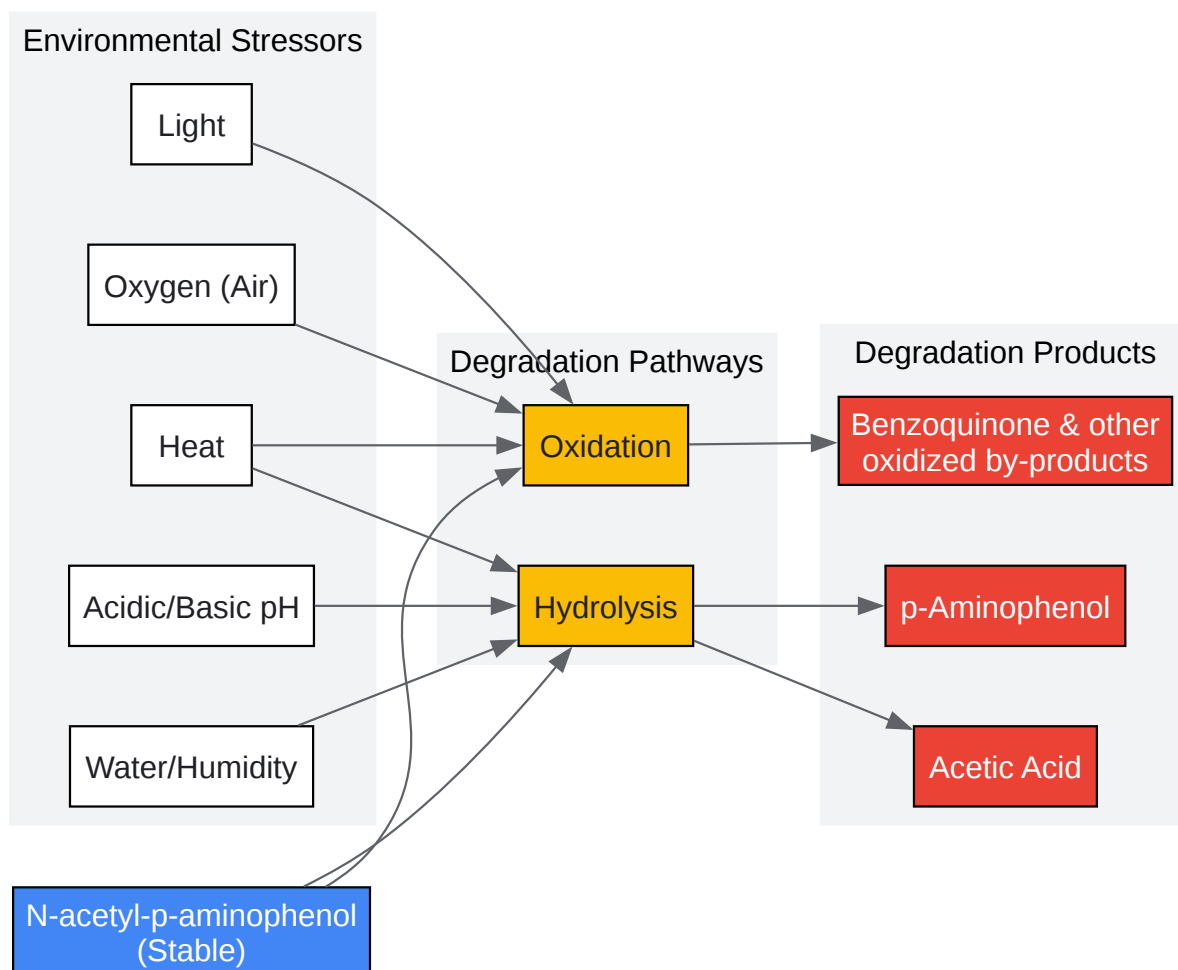 Environmental Stressors
Light
Oxygen (Air)
Heat
Acidic/Basic pH
Water/Humidity
N-acetyl-p-aminophenol
(Stable)
Degradation Pathways
Oxidation
Hydrolysis
Degradation Products
Benzoquinone & other
oxidized by-products
p-Aminophenol
Acetic Acid